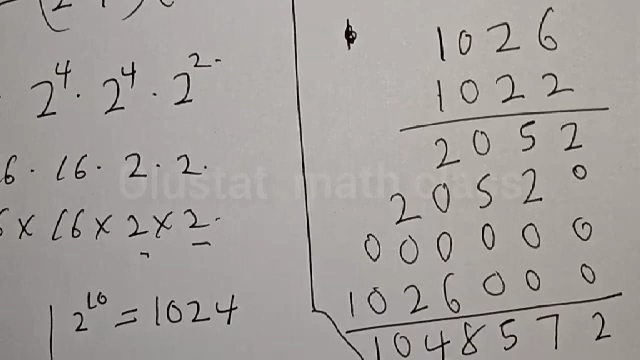 2⁴ · 2⁴ · 2²
6 · 16 · 2 · 2
× 16 × 2 × 2
2¹⁰ = 1024
1026
1022
2052
20520
000000
1026000
1048572
Olustat math class